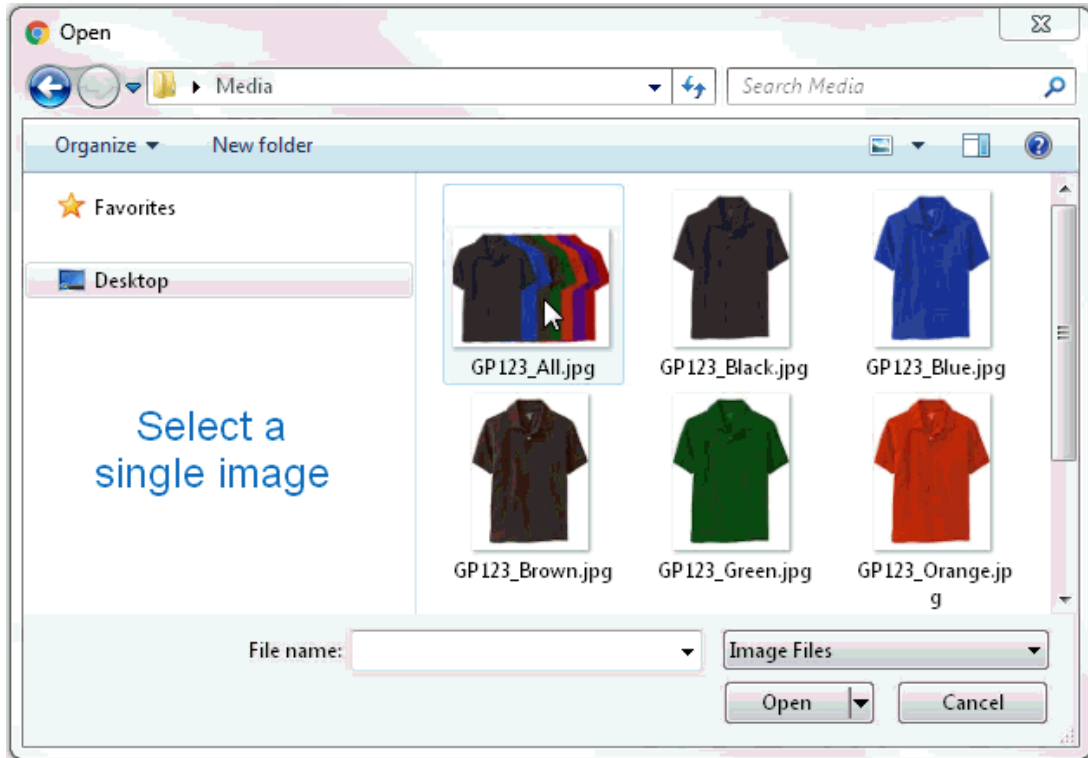 Open
Media
Search Media
Organize
New folder
Favorites
Desktop
Select a
single image
GP123_All.jpg
GP123_Black.jpg
GP123_Blue.jpg
GP123_Brown.jpg
GP123_Green.jpg
GP123_Orange.jp
g
File name:
Image Files
Open
Cancel